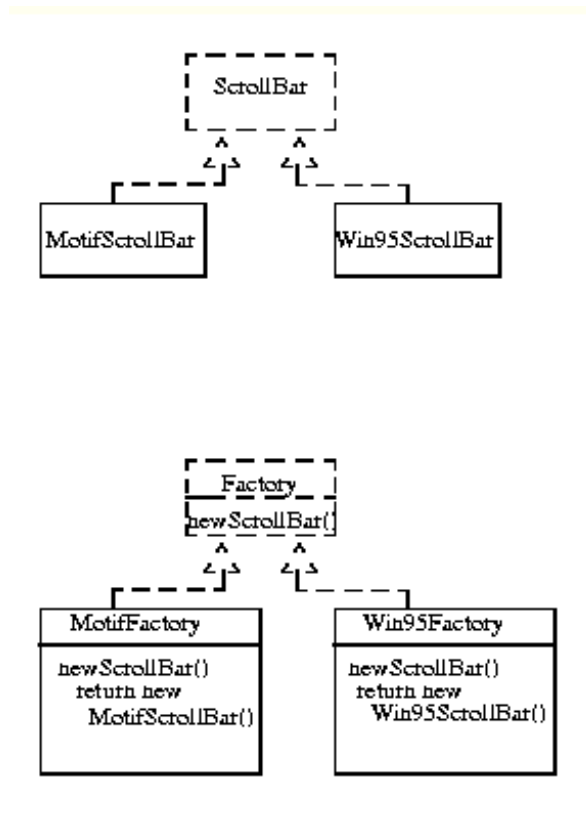 ScrollBar
MotifScrollBar
Win95ScrollBar
Factory
newScrollBar()
MotifFactory
newScrollBar()
return new
MotifScrollBar()
Win95Factory
newScrollBar()
return new
Win95ScrollBar()